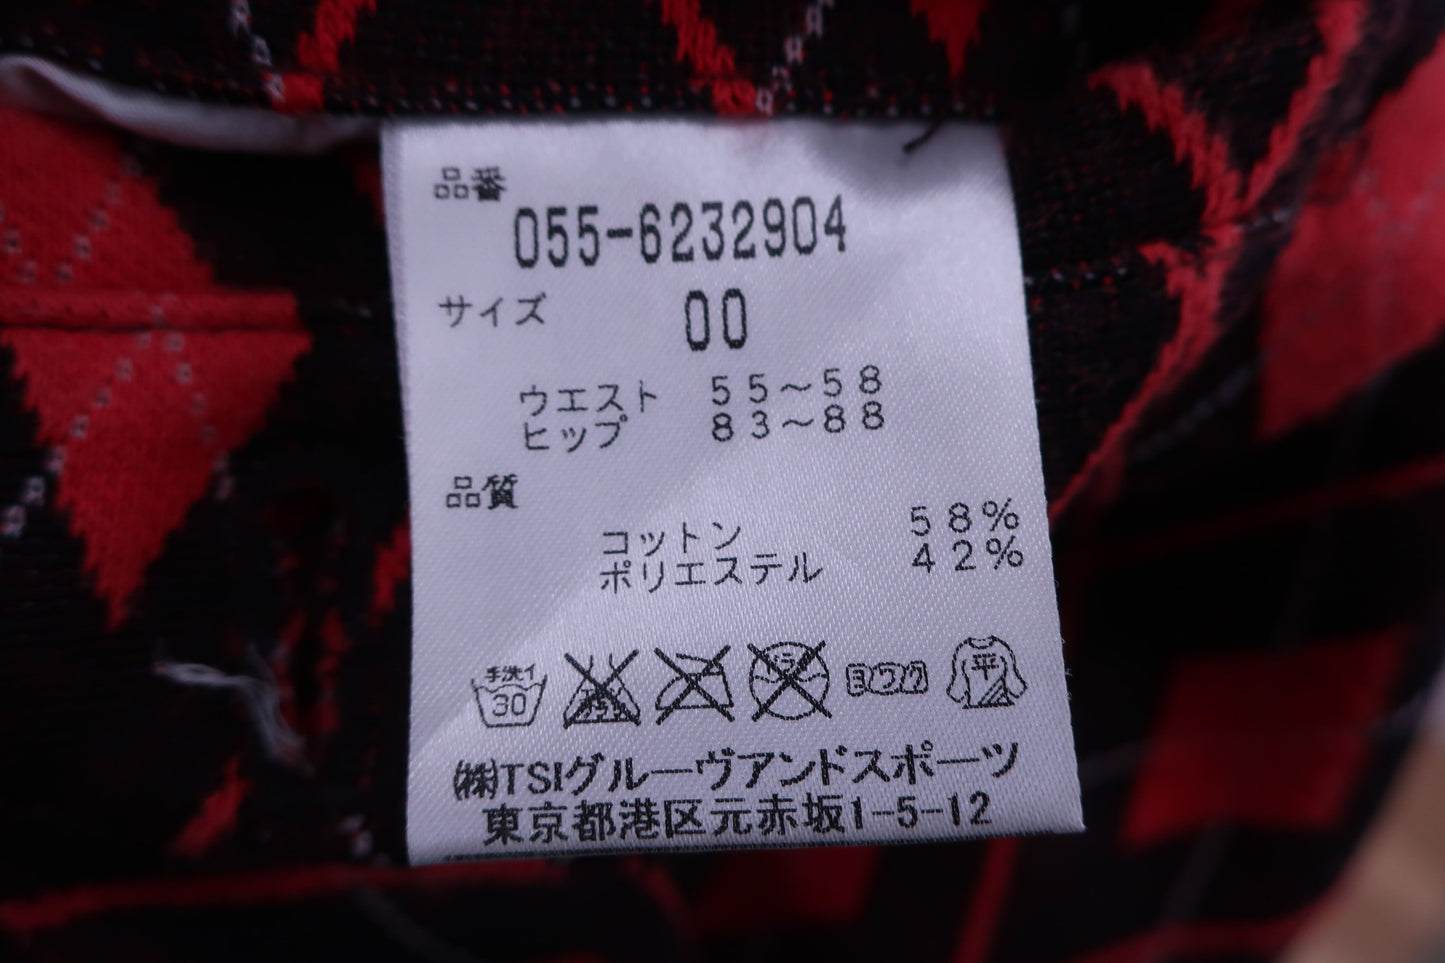 品番
055-6232904
サイズ 00
ウエスト 55～58
ヒップ 83～88
品質
コットン 58%
ポリエステル 42%
手洗イ 30 ヨワク 平
㈱TSIグルーヴアンドスポーツ
東京都港区元赤坂1-5-12